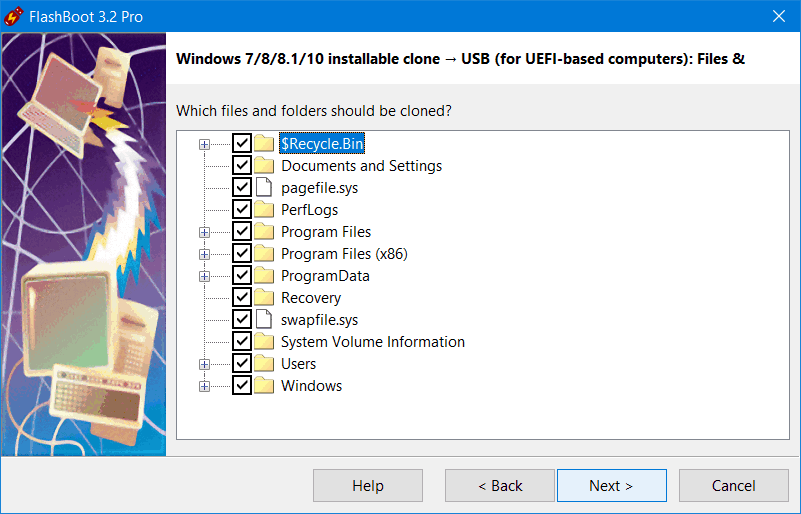 FlashBoot 3.2 Pro
Windows 7/8/8.1/10 installable clone → USB (for UEFI-based computers): Files &
Which files and folders should be cloned?
$Recycle.Bin
Documents and Settings
pagefile.sys
PerfLogs
Program Files
Program Files (x86)
ProgramData
Recovery
swapfile.sys
System Volume Information
Users
Windows
Help
< Back
Next >
Cancel